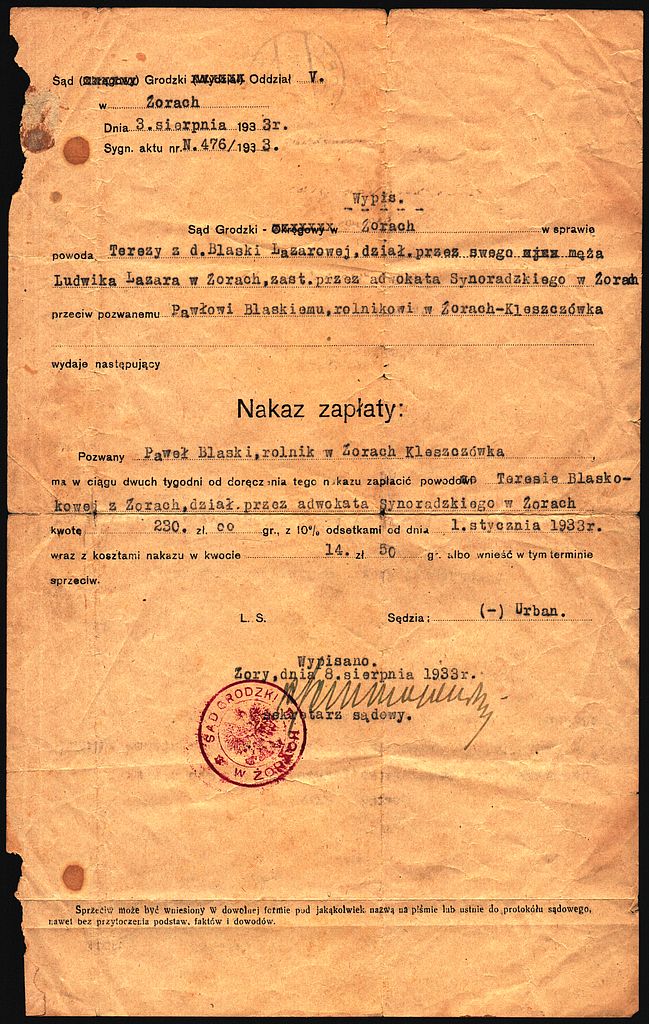 Sąd (Okręgowy) Grodzki (Wydział) Oddział V.
w Żorach
Dnia 3. sierpnia 1933r.
Sygn. aktu nr. N. 476/1933.
Wypis.
Sąd Grodzki - Okręgowy w Żorach w sprawie
powoda Terezy z d. Blaski Łazarowej, dział. przez swego męża
Ludwika Łazara w Żorach, zast. przez adwokata Synoradzkiego w Żorach
przeciw pozwanemu Pawłowi Blaskiemu, rolnikowi w Żorach-Kleszczówka
wydaje następujący
Nakaz zapłaty:
Pozwany Paweł Blaski, rolnik w Żorach Kleszczówka
ma w ciągu dwuch tygodni od doręczenia tego nakazu zapłacić powodowo Teresie Blasko-
kowej z Żorach, dział. przez adwokata Synoradzkiego w Żorach
kwotę 230. zł. oo gr., z 10% odsetkami od dnia 1. stycznia 1933r.
wraz z kosztami nakazu w kwocie 14. zł 50 gr. albo wnieść w tym terminie
sprzeciw.
L. S. Sędzia: (-) Urban.
Wypisano.
Żory, dnia 8. sierpnia 1933r.
Sekretarz sądowy.
SĄD GRODZKI
W ŻORACH
Sprzeciw może być wniesiony w dowolnej formie pod jakąkolwiek nazwą na piśmie lub ustnie do protokółu sądowego,
nawet bez przytoczenia podstaw, faktów i dowodów.